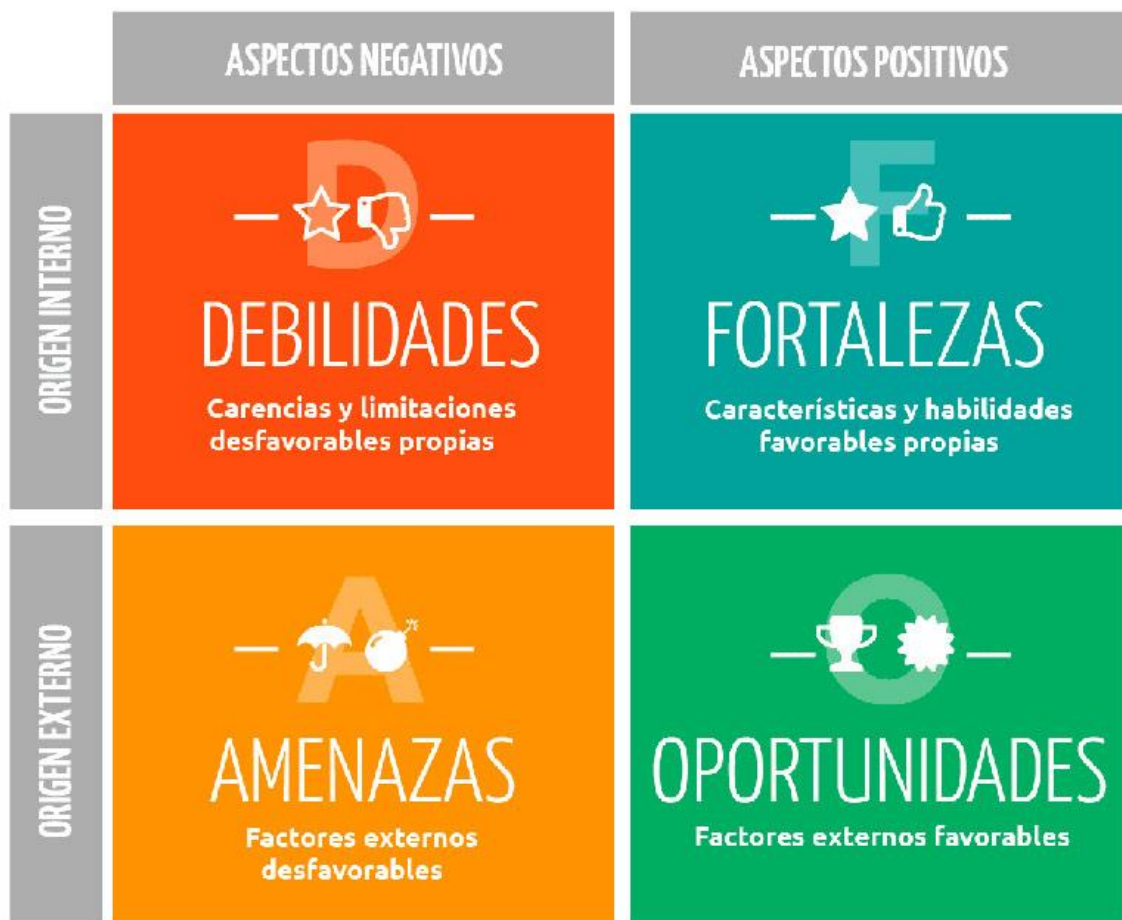 ASPECTOS NEGATIVOS
ASPECTOS POSITIVOS
ORIGEN INTERNO
D
DEBILIDADES
Carencias y limitaciones
desfavorables propias
F
FORTALEZAS
Características y habilidades
favorables propias
ORIGEN EXTERNO
A
AMENAZAS
Factores externos
desfavorables
O
OPORTUNIDADES
Factores externos favorables